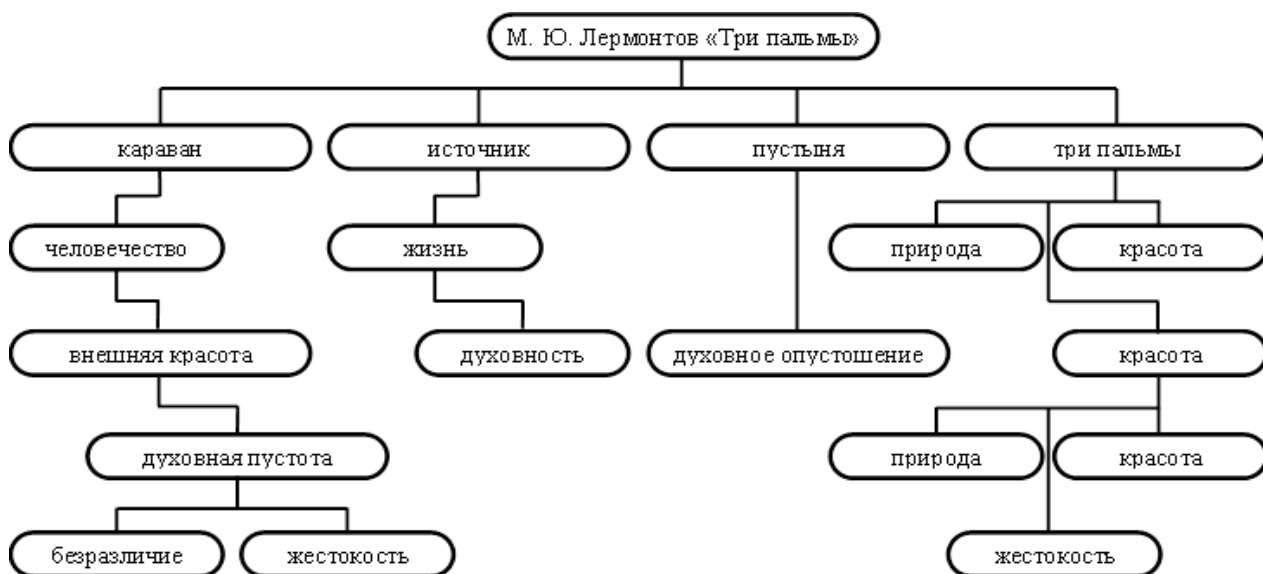 М. Ю. Лермонтов «Три пальмы»
караван
источник
пустыня
три пальмы
человечество
жизнь
природа
красота
внешняя красота
духовность
духовное опустошение
красота
духовная пустота
природа
красота
безразличие
жестокость
жестокость